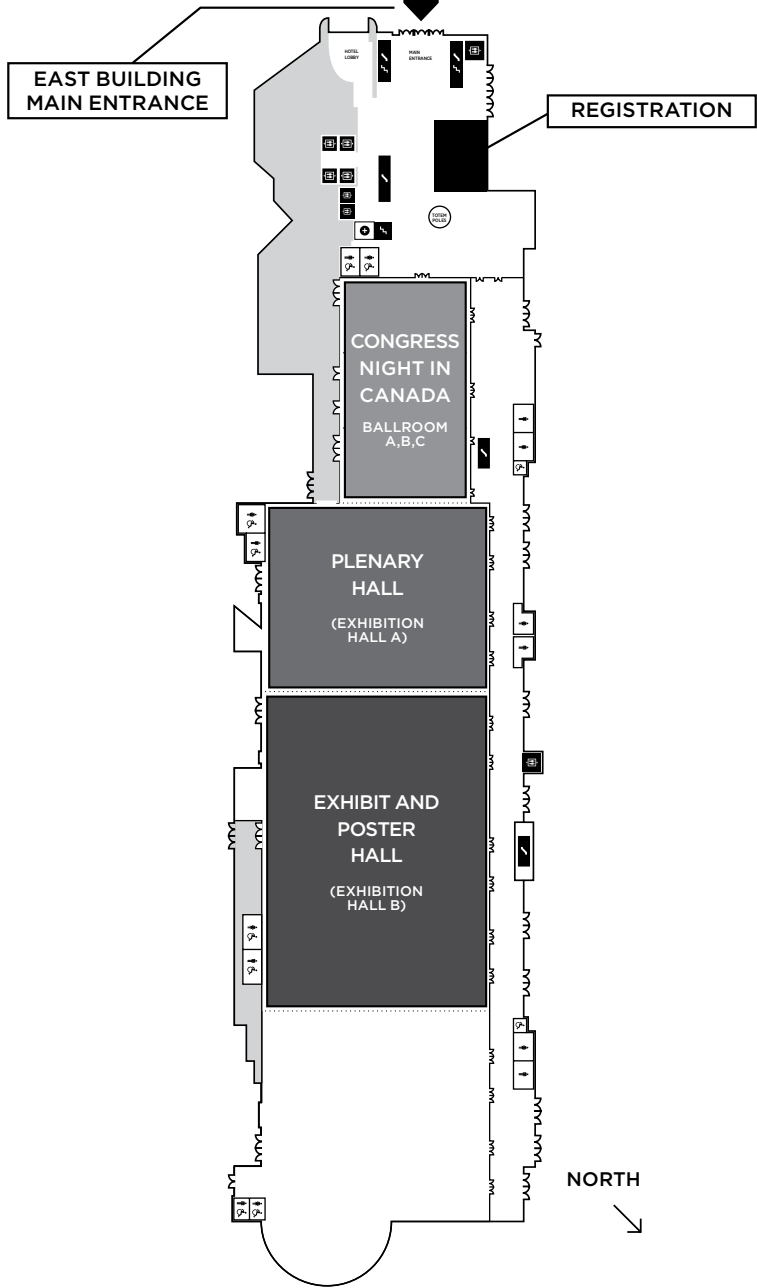 HOTEL
LOBBY
MAIN
ENTRANCE
EAST BUILDING
MAIN ENTRANCE
REGISTRATION
TOTEM
POLES
CONGRESS
NIGHT IN
CANADA
BALLROOM
A,B,C
PLENARY
HALL
(EXHIBITION
HALL A)
EXHIBIT AND
POSTER
HALL
(EXHIBITION
HALL B)
NORTH